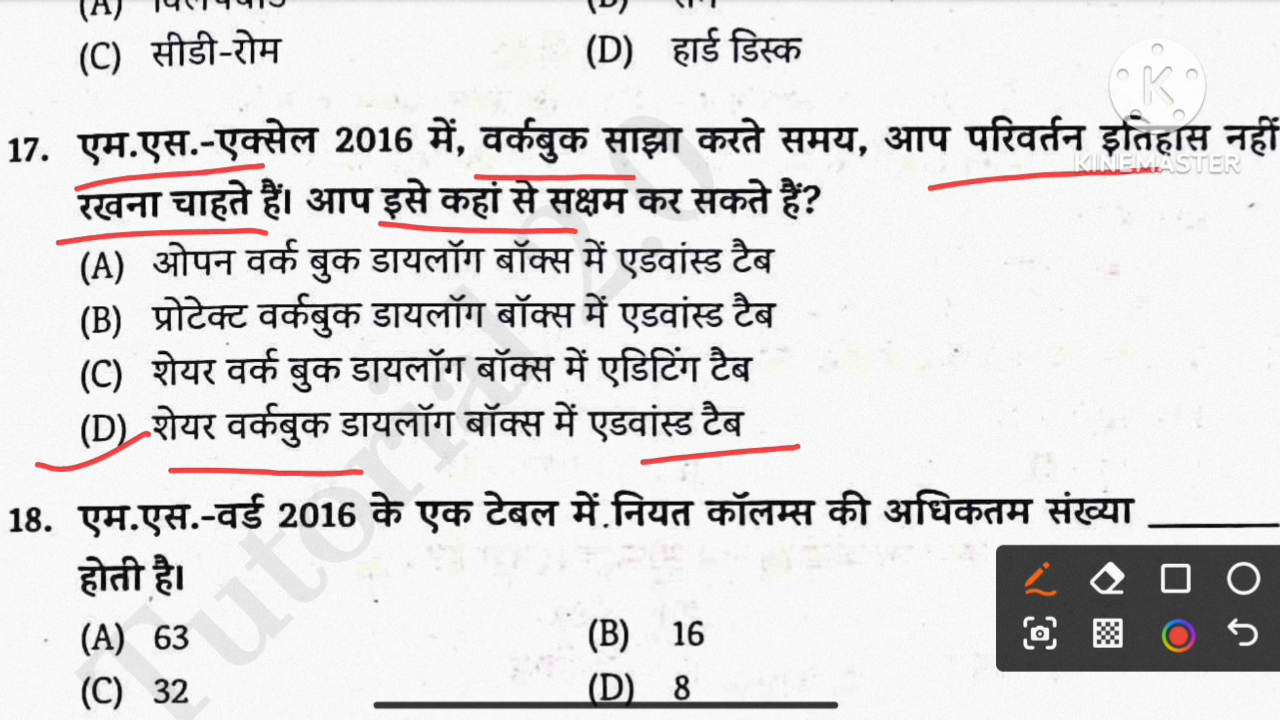 (C) सीडी-रोम (D) हार्ड डिस्क
K
KINEMASTER
17. एम.एस.-एक्सेल 2016 में, वर्कबुक साझा करते समय, आप परिवर्तन इतिहास नहीं
रखना चाहते हैं। आप इसे कहां से सक्षम कर सकते हैं?
(A) ओपन वर्क बुक डायलॉग बॉक्स में एडवांस्ड टैब
(B) प्रोटेक्ट वर्कबुक डायलॉग बॉक्स में एडवांस्ड टैब
(C) शेयर वर्क बुक डायलॉग बॉक्स में एडिटिंग टैब
(D) शेयर वर्कबुक डायलॉग बॉक्स में एडवांस्ड टैब
Tutorial 2.0
18. एम.एस.-वर्ड 2016 के एक टेबल में नियत कॉलम्स की अधिकतम संख्या ______
होती है।
(A) 63 (B) 16
(C) 32 (D) 8